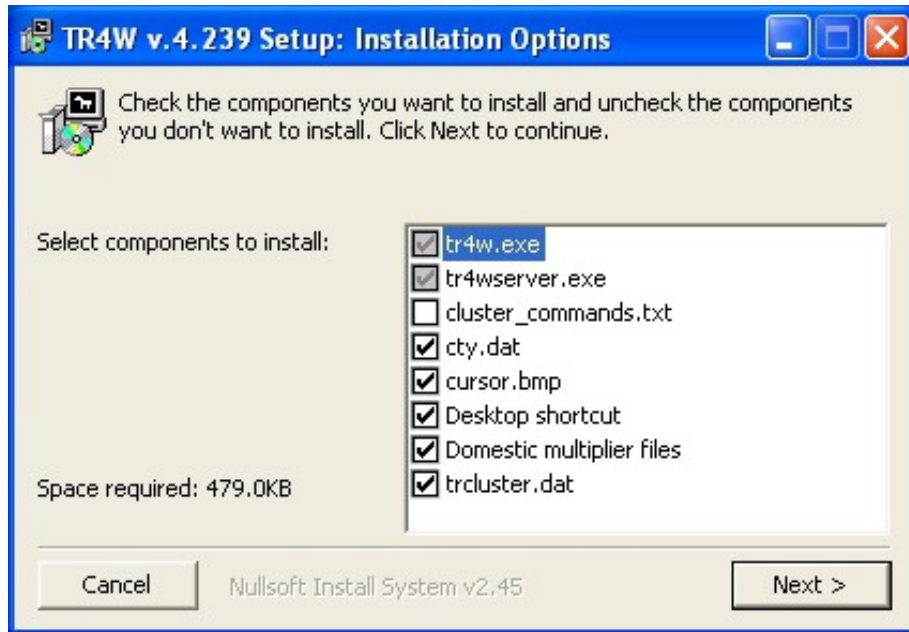 TR4W v.4.239 Setup: Installation Options
Check the components you want to install and uncheck the components
you don't want to install. Click Next to continue.
Select components to install:
tr4w.exe
tr4wserver.exe
cluster_commands.txt
cty.dat
cursor.bmp
Desktop shortcut
Domestic multiplier files
trcluster.dat
Space required: 479.0KB
Cancel
Nullsoft Install System v2.45
Next >